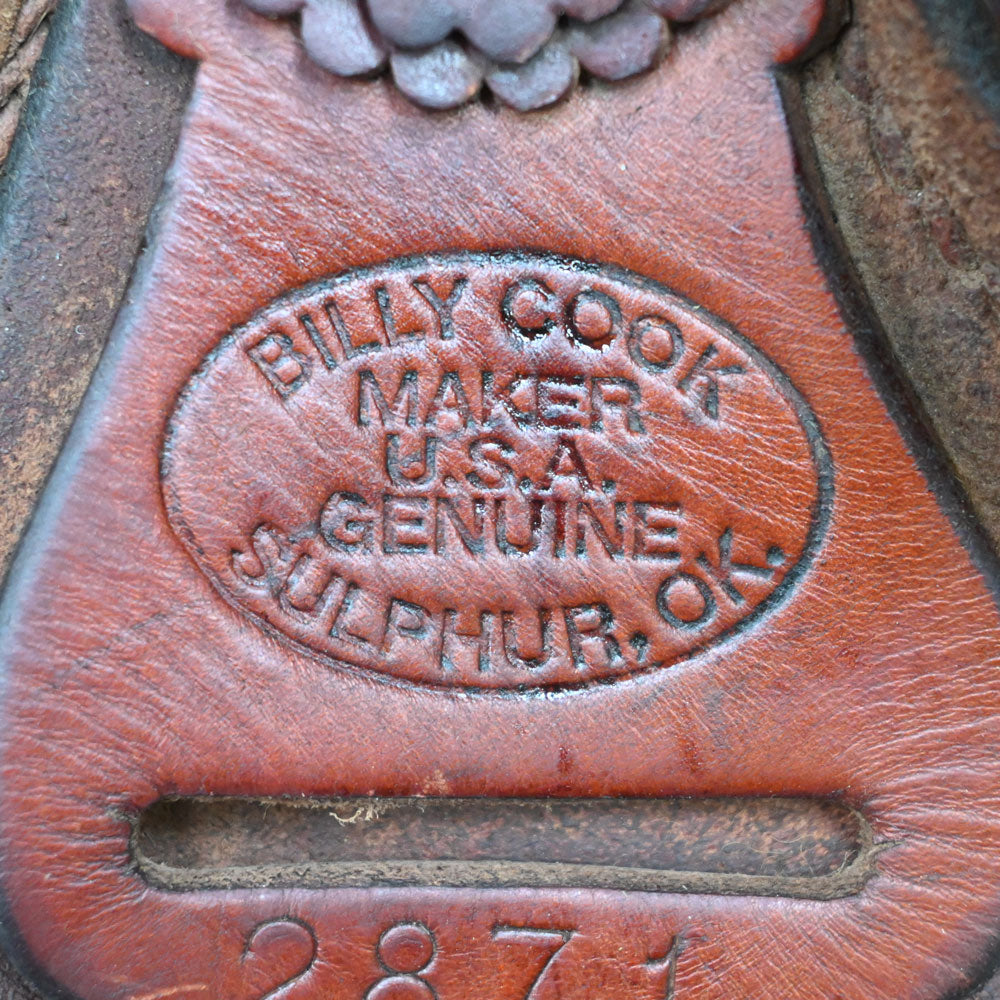 BILLY COOK
MAKER
U.S.A.
GENUINE
SULPHUR, OK.
2871